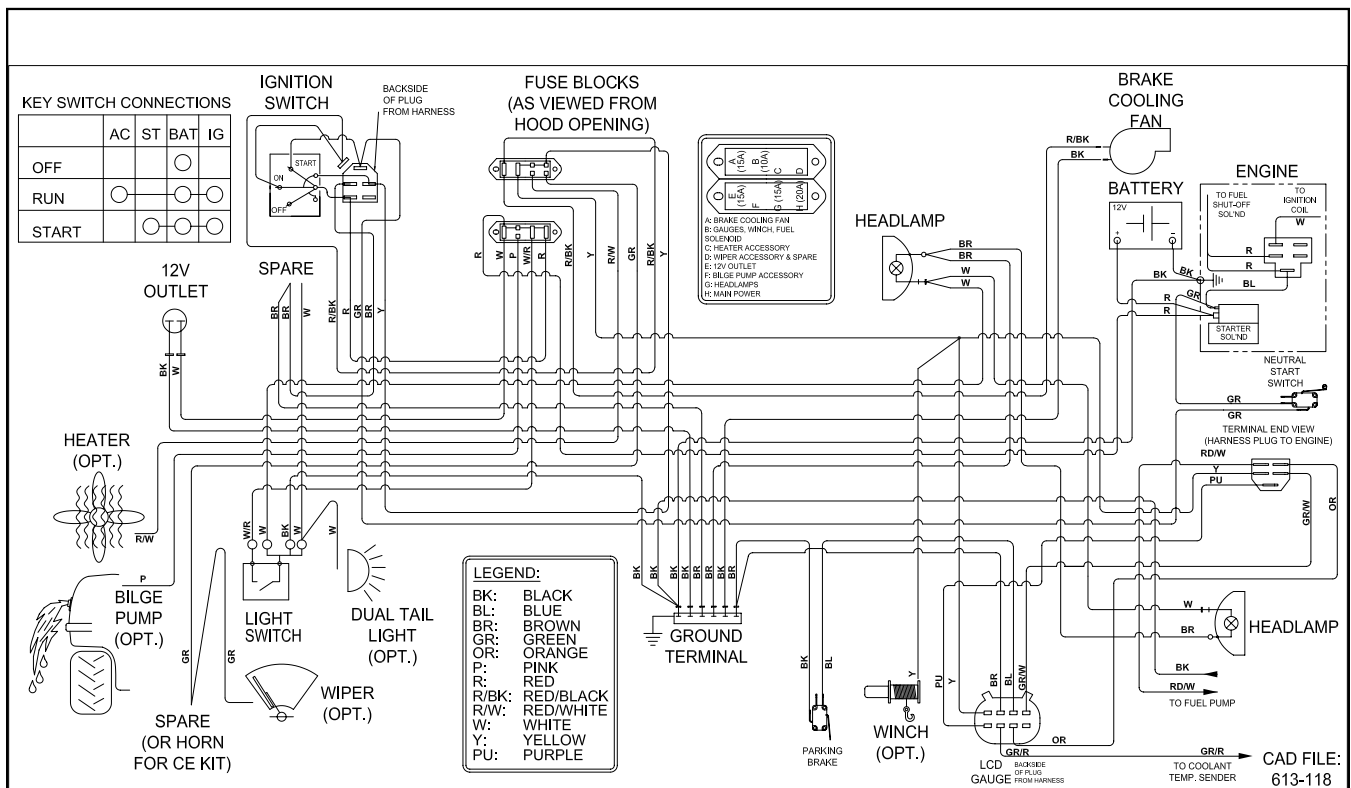 KEY SWITCH CONNECTIONS
AC ST BAT IG
OFF
RUN
START
IGNITION
SWITCH
BACKSIDE
OF PLUG
FROM HARNESS
START
ON
OFF
FUSE BLOCKS
(AS VIEWED FROM
HOOD OPENING)
A (15A)
B (10A)
C
D
E (15A)
F
G (15A)
H (20A)
A: BRAKE COOLING FAN
B: GAUGES, WINCH, FUEL
SOLENOID
C: HEATER ACCESSORY
D: WIPER ACCESSORY & SPARE
E: 12V OUTLET
F: BILGE PUMP ACCESSORY
G: HEADLAMPS
H: MAIN POWER
BRAKE
COOLING
FAN
R/BK
BK
BATTERY
12V
+ -
ENGINE
TO FUEL
SHUT-OFF
SOL'ND
TO
IGNITION
COIL
W
R
R
BL
BK
BK
GR
R
R
STARTER
SOL'ND
HEADLAMP
BR
BR
W
W
NEUTRAL
START
SWITCH
GR
GR
TERMINAL END VIEW
(HARNESS PLUG TO ENGINE)
RD/W
Y
PU
GR/W
OR
12V
OUTLET
BK
W
SPARE
BR
BR
W
R/BK
R
GR
BR
Y
R
W
P
W/R
R
R/BK
Y
R/W
GR
R/BK
Y
HEATER
(OPT.)
R/W
P
BILGE
PUMP
(OPT.)
W/R
W
BK
W
W
LIGHT
SWITCH
DUAL TAIL
LIGHT
(OPT.)
GR
GR
WIPER
(OPT.)
SPARE
(OR HORN
FOR CE KIT)
LEGEND:
BK: BLACK
BL: BLUE
BR: BROWN
GR: GREEN
OR: ORANGE
P: PINK
R: RED
R/BK: RED/BLACK
R/W: RED/WHITE
W: WHITE
Y: YELLOW
PU: PURPLE
BK
BK
BK
BR
BR
BK
BR
GROUND
TERMINAL
BK
BL
PARKING
BRAKE
Y
WINCH
(OPT.)
PU
Y
BR
BL
GR/W
OR
GR/R
LCD
GAUGE
BACKSIDE
OF PLUG
FROM HARNESS
W
BR
HEADLAMP
BK
RD/W
TO FUEL PUMP
GR/R
TO COOLANT
TEMP. SENDER
CAD FILE:
613-118